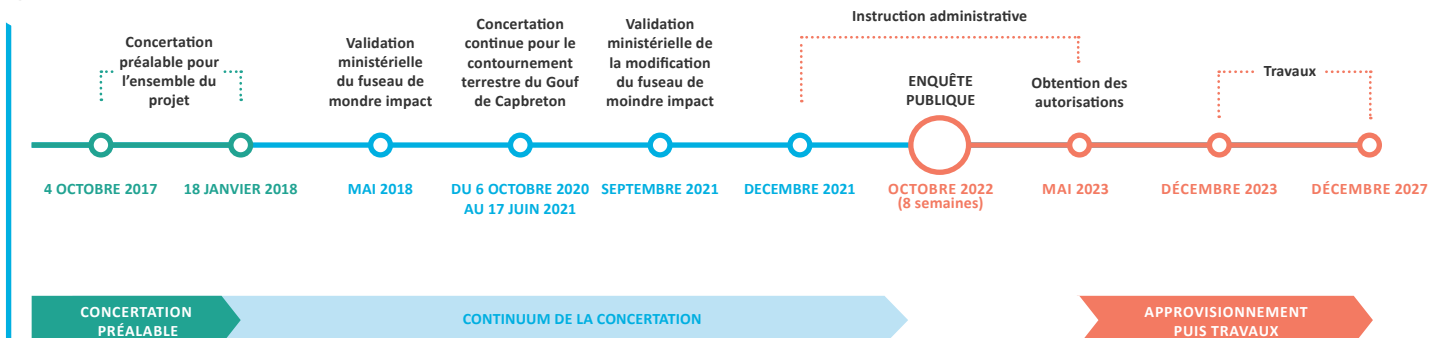 Concertation
préalable pour
l'ensemble du
projet
Validation
ministérielle
du fuseau de
mondre impact
Concertation
continue pour le
contournement
terrestre du Gouf
de Capbreton
Validation
ministérielle de
la modification
du fuseau de
moindre impact
Instruction administrative
ENQUÊTE
PUBLIQUE
Obtention des
autorisations
Travaux
4 OCTOBRE 2017
18 JANVIER 2018
MAI 2018
DU 6 OCTOBRE 2020
AU 17 JUIN 2021
SEPTEMBRE 2021
DECEMBRE 2021
OCTOBRE 2022
(8 semaines)
MAI 2023
DÉCEMBRE 2023
DÉCEMBRE 2027
CONCERTATION
PRÉALABLE
CONTINUUM DE LA CONCERTATION
APPROVISIONNEMENT
PUIS TRAVAUX